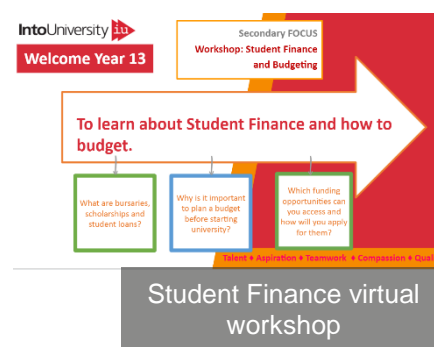 IntoUniversity iu
Welcome Year 13
Secondary FOCUS
Workshop: Student Finance
and Budgeting
To learn about Student Finance and how to
budget.
What are bursaries,
scholarships and
student loans?
Why is it important
to plan a budget
before starting
university?
Which funding
opportunities can
you access and
how will you apply
for them?
Talent ♦ Aspiration ♦ Teamwork ♦ Compassion ♦ Qual
Student Finance virtual
workshop